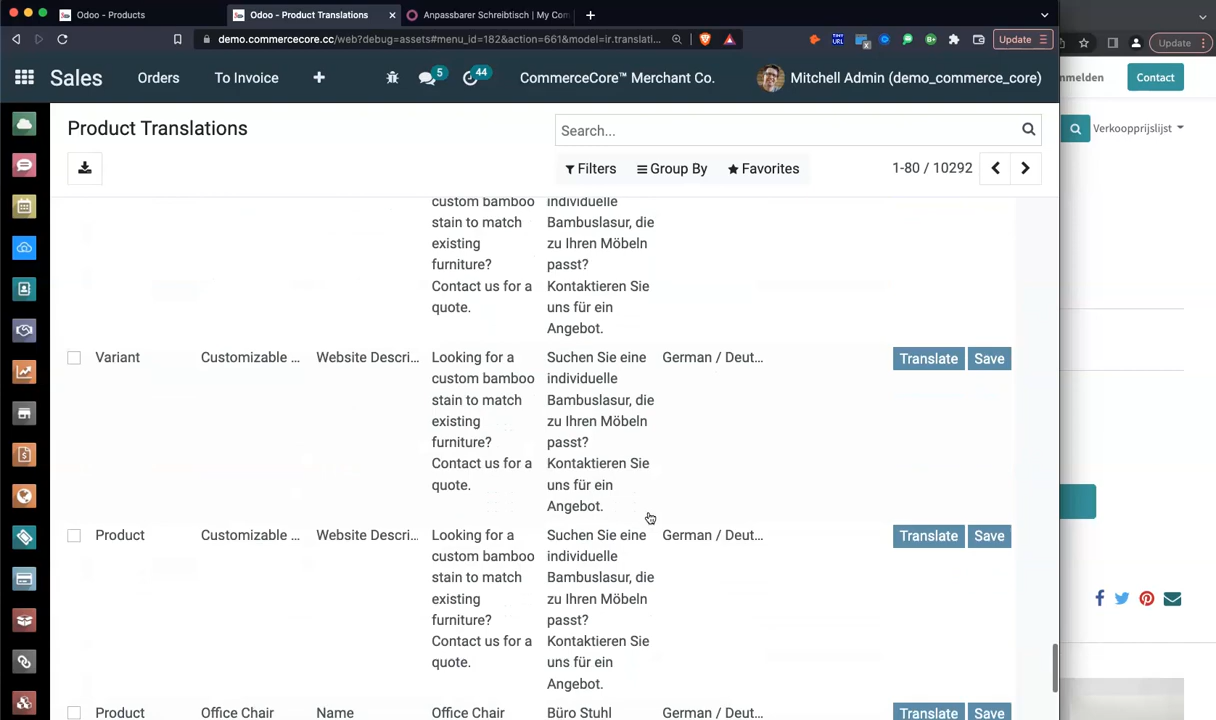 Odoo - Products
Odoo - Product Translations
Anpassbarer Schreibtisch | My Com
demo.commercecore.cc/web?debug=assets#menu_id=182&action=661&model=ir.translati...
TINY URL
Update
Update
Sales
Orders
To Invoice
5
44
CommerceCore™ Merchant Co.
Mitchell Admin (demo_commerce_core)
nmelden
Contact
Product Translations
Search...
Verkoopprijslijst
Filters
Group By
Favorites
1-80 / 10292
custom bamboo
stain to match
existing
furniture?
Contact us for a
quote.
individuelle
Bambuslasur, die
zu Ihren Möbeln
passt?
Kontaktieren Sie
uns für ein
Angebot.
Variant
Customizable ...
Website Descri...
Looking for a
custom bamboo
stain to match
existing
furniture?
Contact us for a
quote.
Suchen Sie eine
individuelle
Bambuslasur, die
zu Ihren Möbeln
passt?
Kontaktieren Sie
uns für ein
Angebot.
German / Deut...
Translate
Save
Product
Customizable ...
Website Descri...
Looking for a
custom bamboo
stain to match
existing
furniture?
Contact us for a
quote.
Suchen Sie eine
individuelle
Bambuslasur, die
zu Ihren Möbeln
passt?
Kontaktieren Sie
uns für ein
Angebot.
German / Deut...
Translate
Save
Product
Office Chair
Name
Office Chair
Büro Stuhl
German / Deut...
Translate
Save